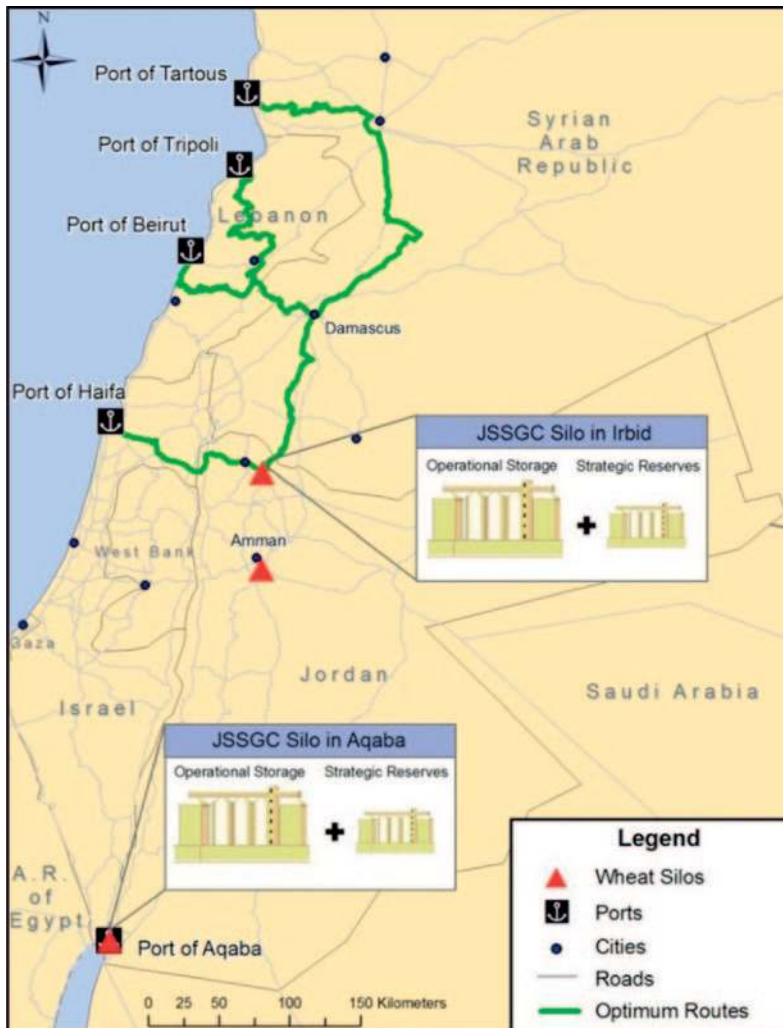 N
Port of Tartous
Port of Tripoli
Syrian
Arab
Republic
Lebanon
Port of Beirut
Damascus
Port of Haifa
JSSGC Silo in Irbid
Operational Storage Strategic Reserves
+
West Bank
Amman
Gaza
Jordan
Israel
Saudi Arabia
JSSGC Silo in Aqaba
Operational Storage Strategic Reserves
+
A.R.
of
Egypt
Port of Aqaba
0 25 50 100 150 Kilometers
Legend
Wheat Silos
Ports
Cities
Roads
Optimum Routes